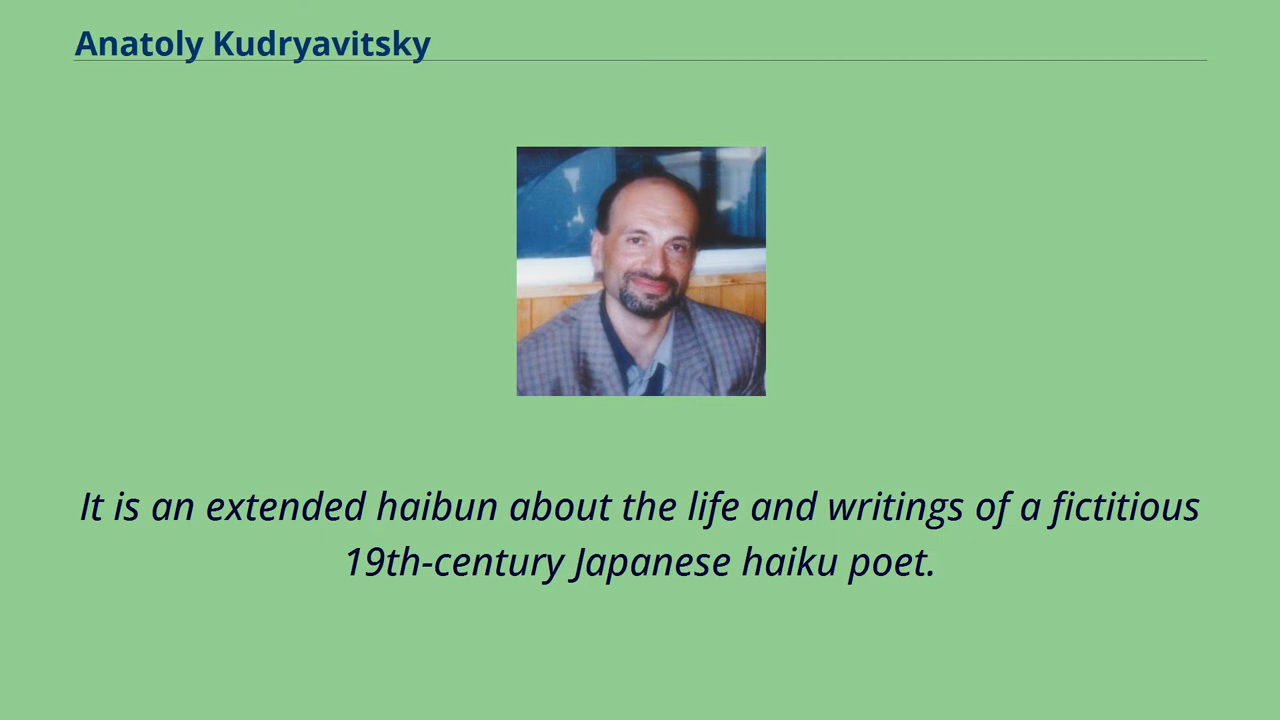 Anatoly Kudryavitsky
It is an extended haibun about the life and writings of a fictitious
19th-century Japanese haiku poet.